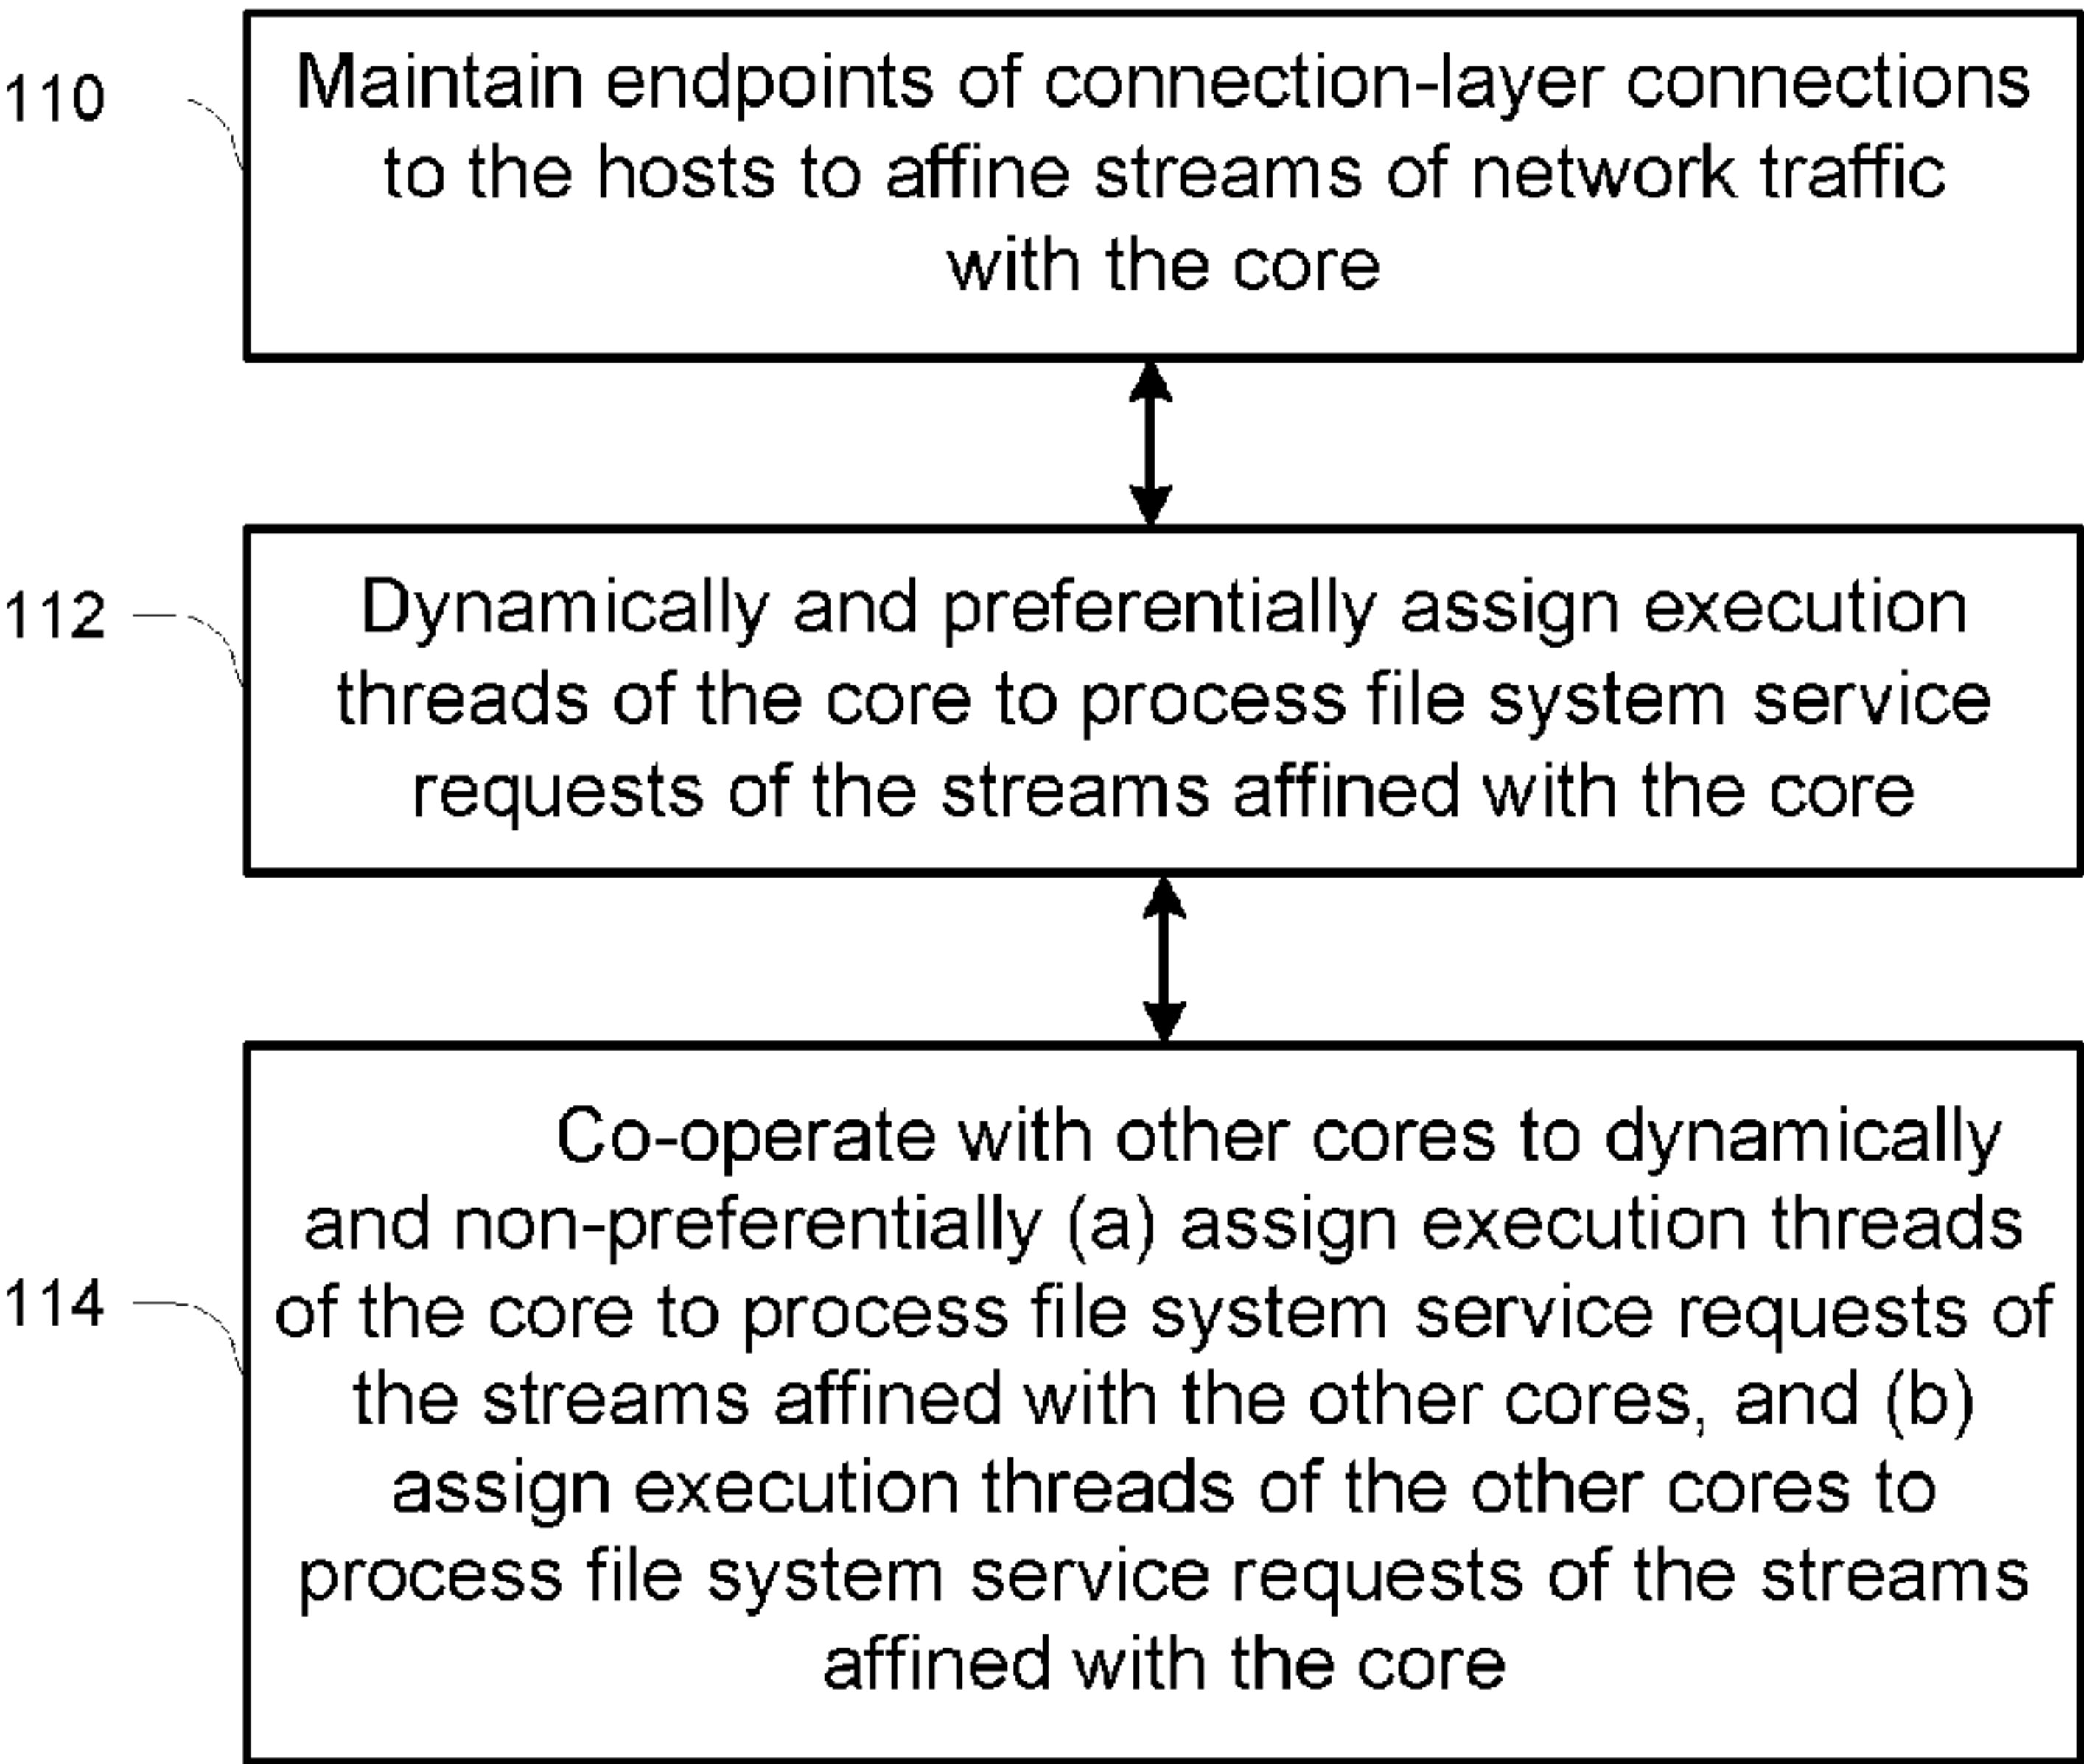 110
Maintain endpoints of connection-layer connections
to the hosts to affine streams of network traffic
with the core
112
Dynamically and preferentially assign execution
threads of the core to process file system service
requests of the streams affined with the core
114
Co-operate with other cores to dynamically
and non-preferentially (a) assign execution threads
of the core to process file system service requests of
the streams affined with the other cores, and (b)
assign execution threads of the other cores to
process file system service requests of the streams
affined with the core